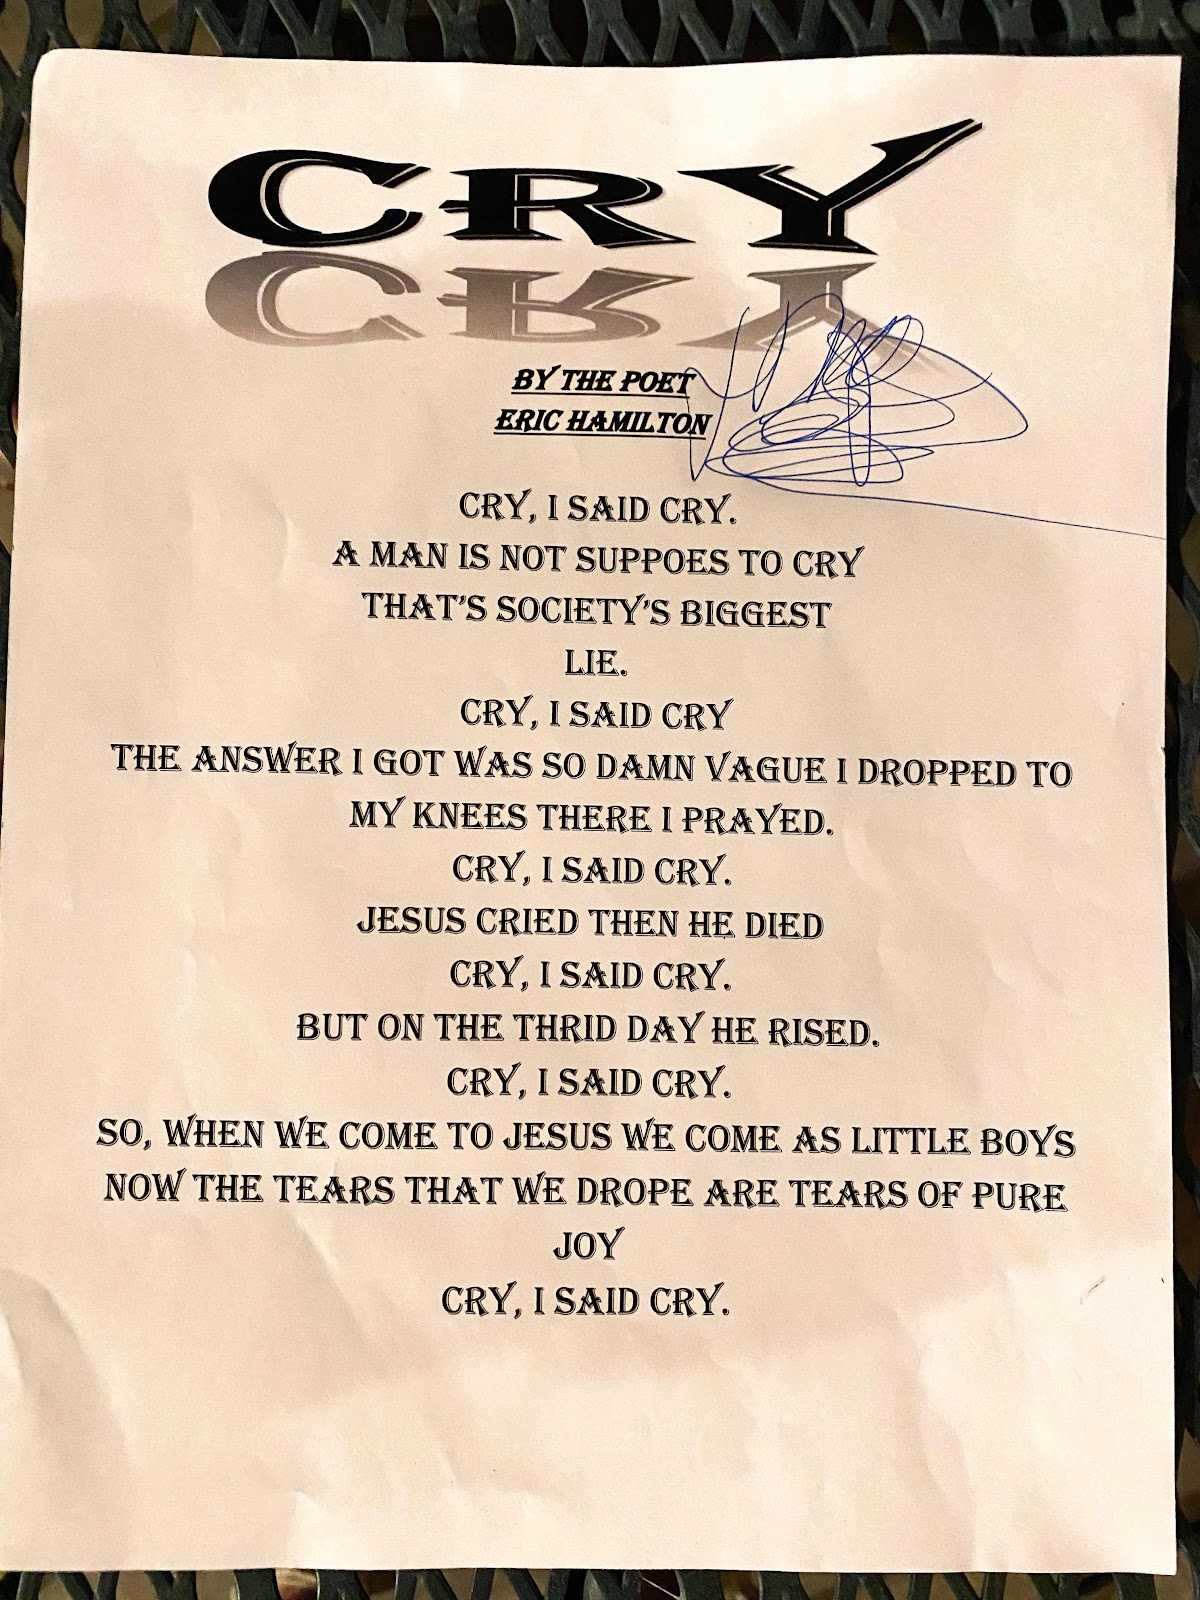 CRY
BY THE POET
ERIC HAMILTON
CRY, I SAID CRY.
A MAN IS NOT SUPPOES TO CRY
THAT'S SOCIETY'S BIGGEST
LIE.
CRY, I SAID CRY
THE ANSWER I GOT WAS SO DAMN VAGUE I DROPPED TO
MY KNEES THERE I PRAYED.
CRY, I SAID CRY.
JESUS CRIED THEN HE DIED
CRY, I SAID CRY.
BUT ON THE THRID DAY HE RISED.
CRY, I SAID CRY.
SO, WHEN WE COME TO JESUS WE COME AS LITTLE BOYS
NOW THE TEARS THAT WE DROPE ARE TEARS OF PURE
JOY
CRY, I SAID CRY.